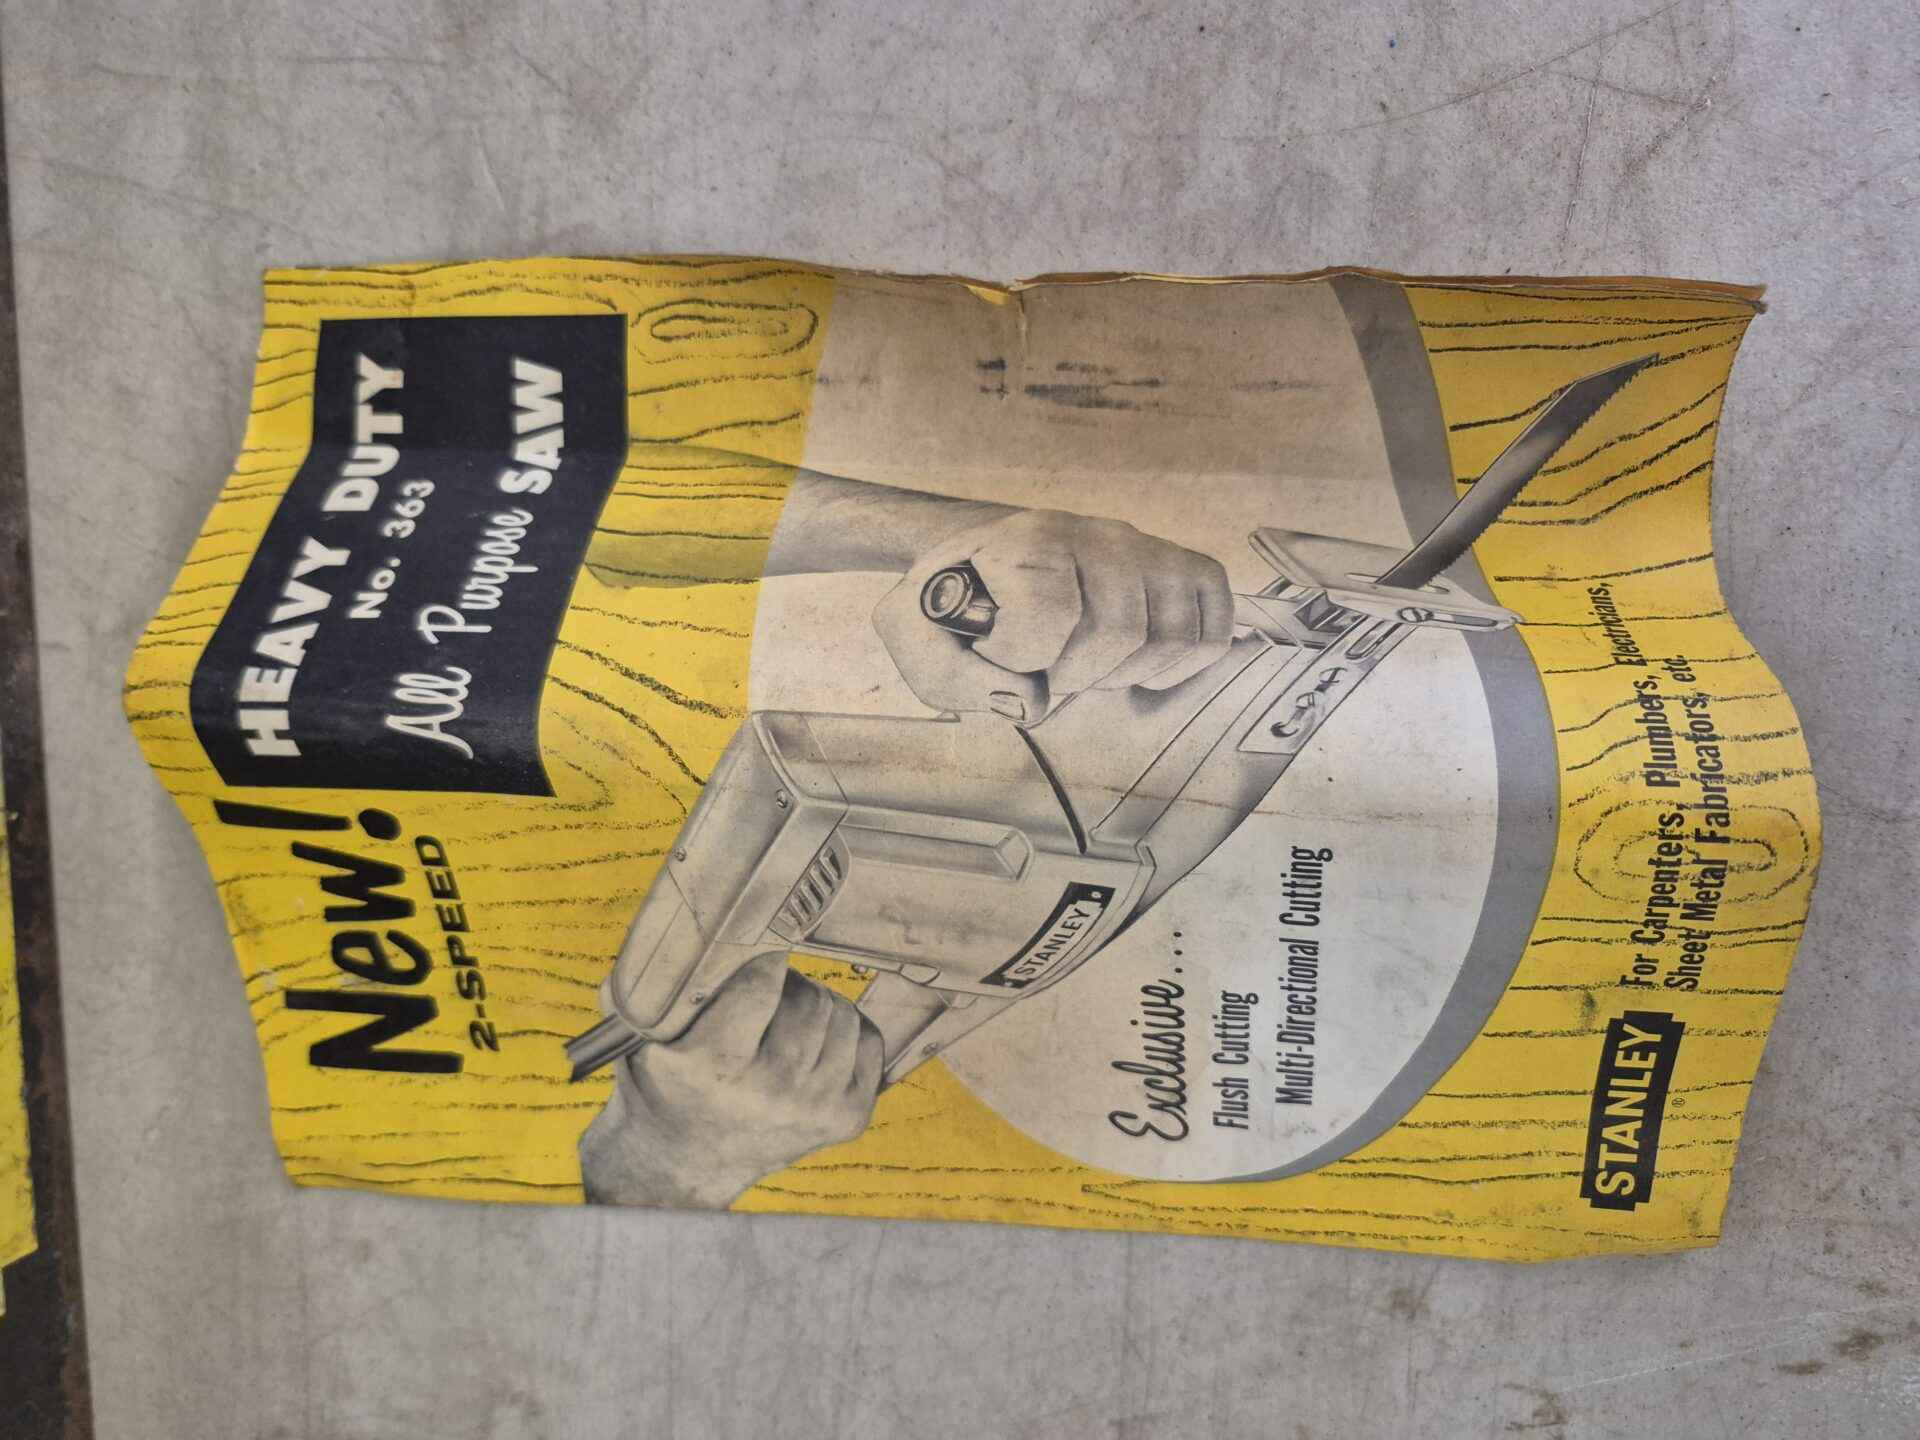 New!
2-SPEED
HEAVY DUTY
No. 363
All Purpose SAW
STANLEY
Exclusive...
Flush Cutting
Multi-Directional Cutting
STANLEY®
For Carpenters, Plumbers, Electricians,
Sheet Metal Fabricators, etc.